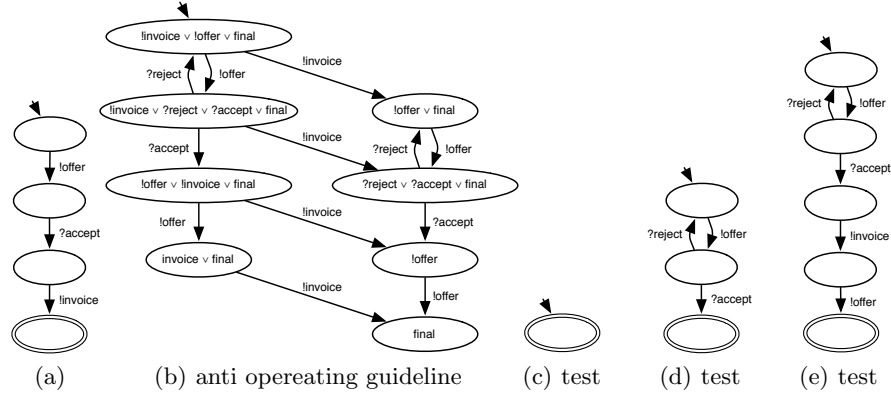 !offer
?accept
!invoice
(a)
!invoice ∨ !offer ∨ final
?reject
!offer
!invoice
!invoice ∨ ?reject ∨ ?accept ∨ final
!offer ∨ final
?accept
!invoice
?reject
!offer
!offer ∨ !invoice ∨ final
?reject ∨ ?accept ∨ final
!offer
!invoice
?accept
invoice ∨ final
!offer
!invoice
!offer
final
(b) anti opereating guideline
(c) test
?reject
!offer
?accept
(d) test
?reject
!offer
?accept
!invoice
!offer
(e) test